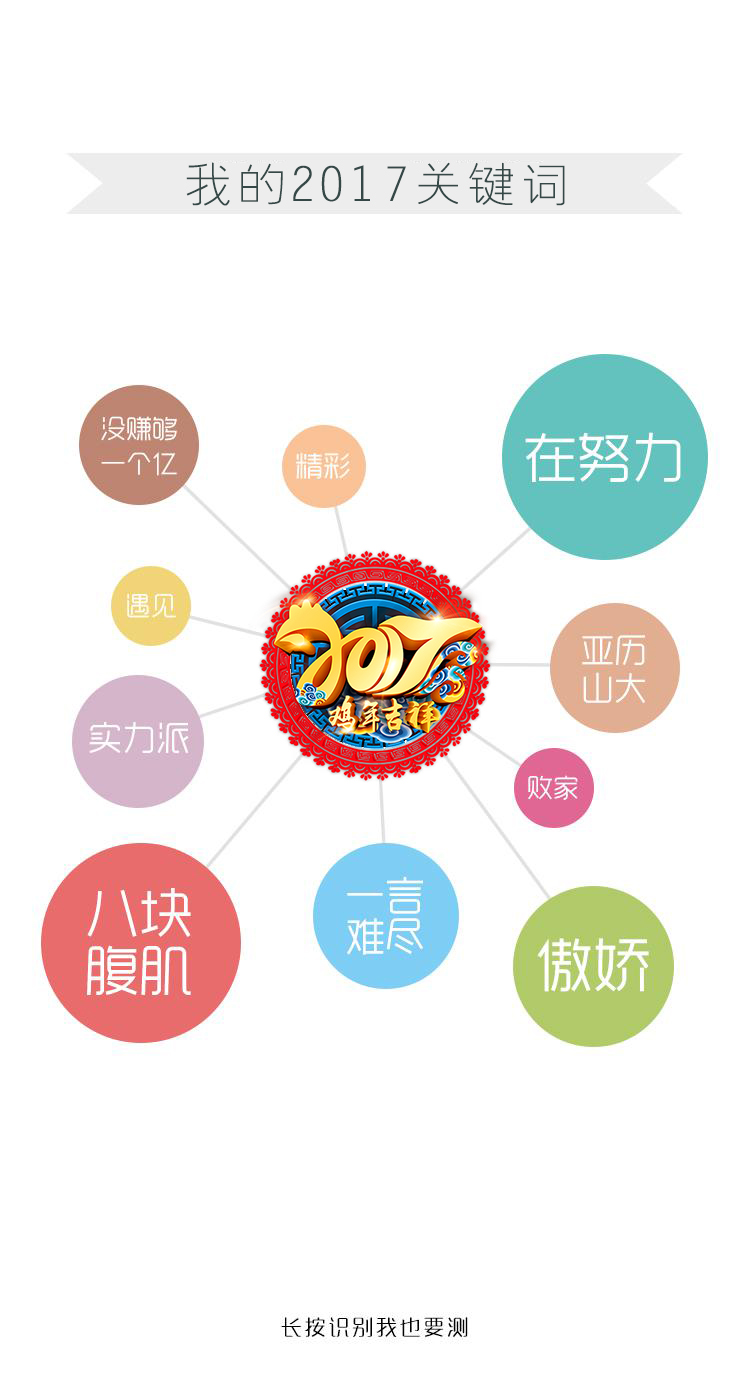 我的2017关键词
没赚够
一个亿
精彩
在努力
遇见
2017
鸡年吉祥
亚历
山大
实力派
败家
八块
腹肌
一言
难尽
傲娇
长按识别我也要测